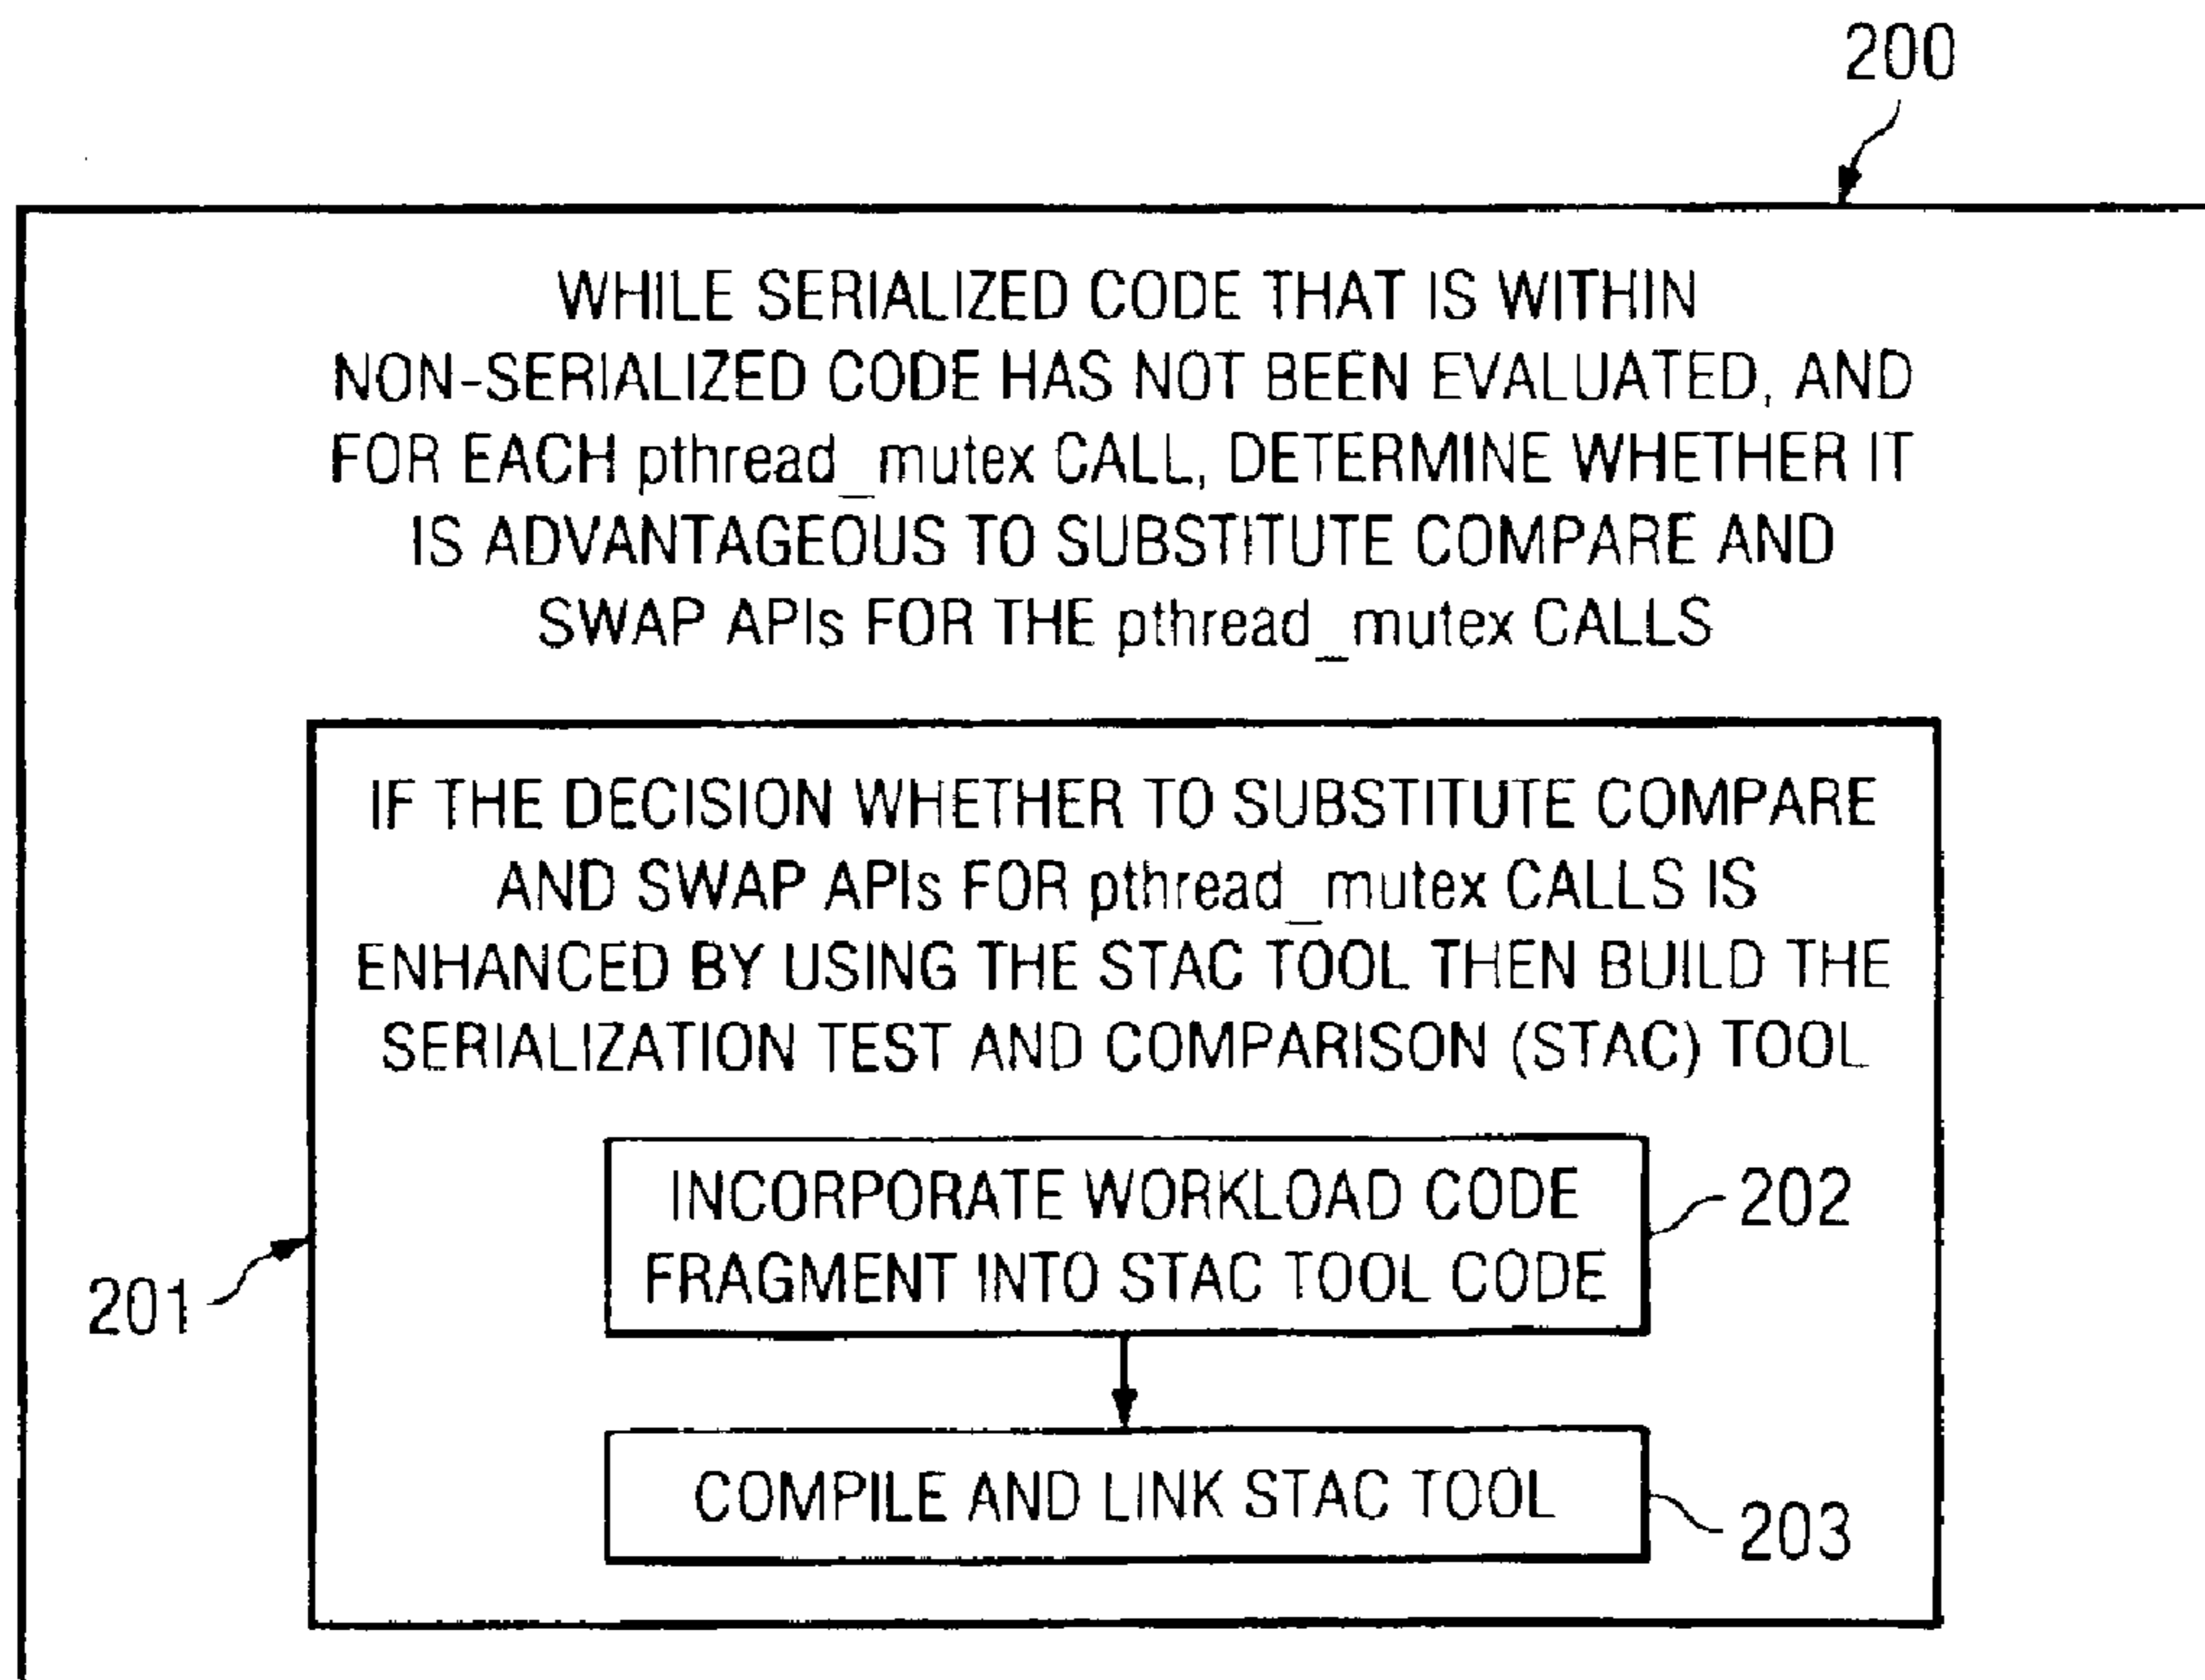 200
WHILE SERIALIZED CODE THAT IS WITHIN
NON-SERIALIZED CODE HAS NOT BEEN EVALUATED, AND
FOR EACH pthread_mutex CALL, DETERMINE WHETHER IT
IS ADVANTAGEOUS TO SUBSTITUTE COMPARE AND
SWAP APIs FOR THE pthread_mutex CALLS
IF THE DECISION WHETHER TO SUBSTITUTE COMPARE
AND SWAP APIs FOR pthread_mutex CALLS IS
ENHANCED BY USING THE STAC TOOL THEN BUILD THE
SERIALIZATION TEST AND COMPARISON (STAC) TOOL
INCORPORATE WORKLOAD CODE
FRAGMENT INTO STAC TOOL CODE
202
201
COMPILE AND LINK STAC TOOL
203